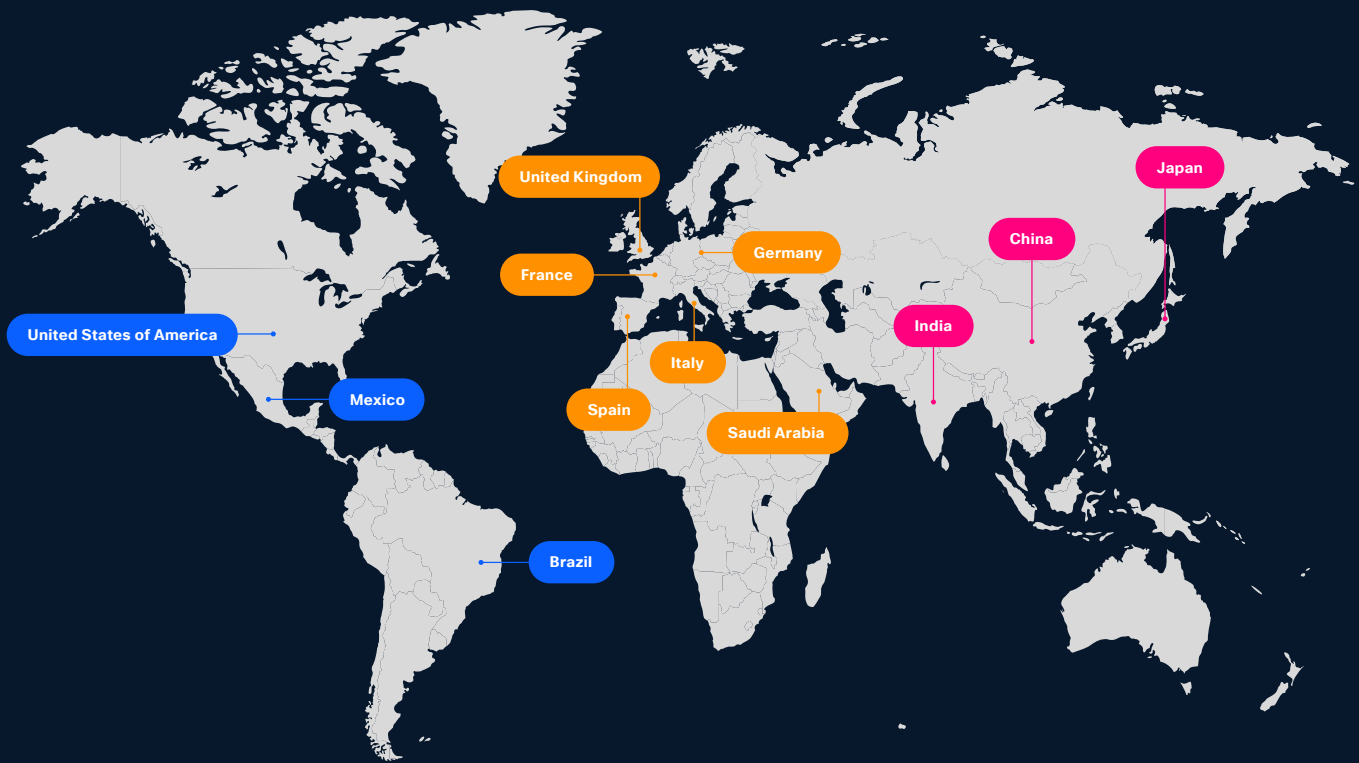 Japan
United Kingdom
China
Germany
France
India
United States of America
Italy
Mexico
Spain
Saudi Arabia
Brazil